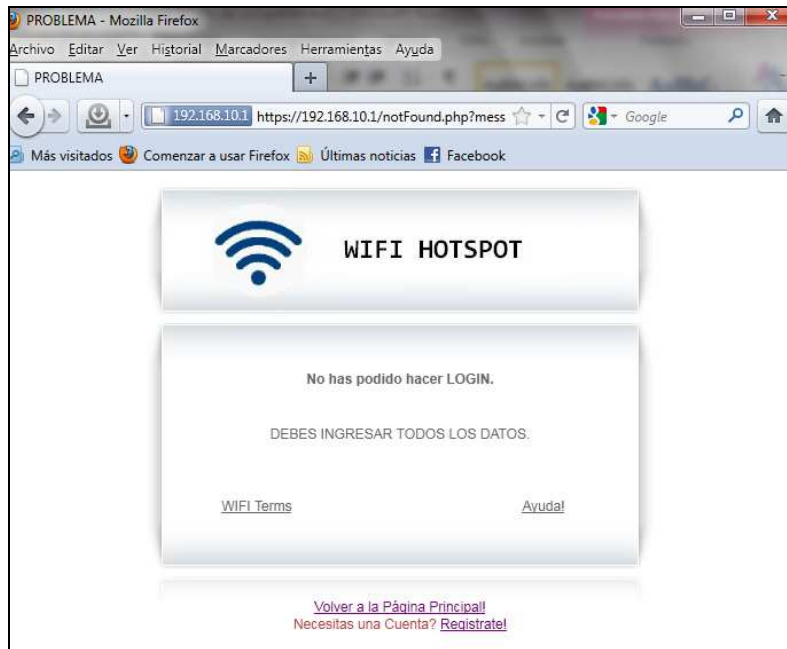 PROBLEMA - Mozilla Firefox
Archivo Editar Ver Historial Marcadores Herramientas Ayuda
PROBLEMA
192.168.10.1 https://192.168.10.1/notFound.php?mess Google
Más visitados Comenzar a usar Firefox Últimas noticias Facebook
WIFI HOTSPOT
No has podido hacer LOGIN.
DEBES INGRESAR TODOS LOS DATOS.
WIFI Terms Ayuda!
Volver a la Página Principal!
Necesitas una Cuenta? Registrate!